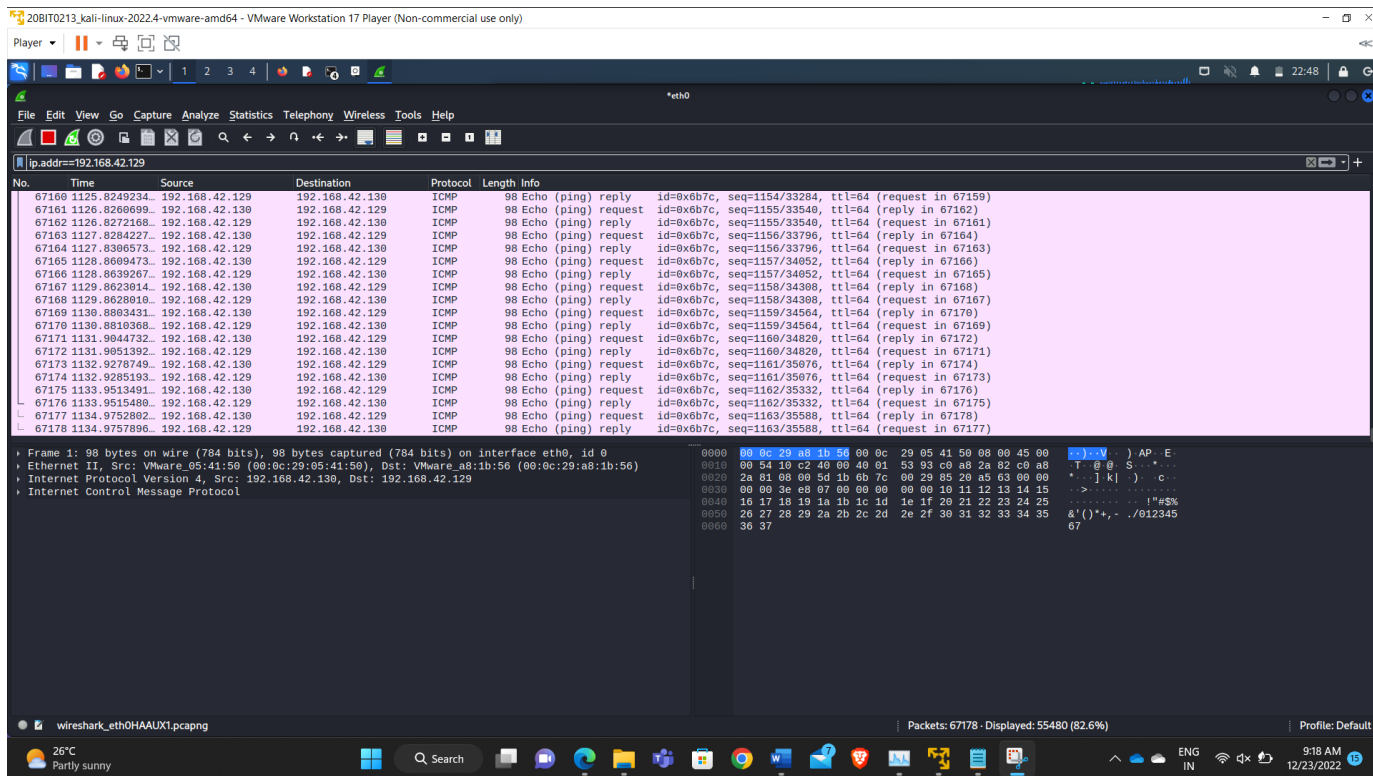 20BIT0213_kali-linux-2022.4-vmware-amd64 - VMware Workstation 17 Player (Non-commercial use only)
Player
1 2 3 4
22:48
*eth0
File Edit View Go Capture Analyze Statistics Telephony Wireless Tools Help
ip.addr==192.168.42.129
No. Time Source Destination Protocol Length Info
67160 1125.8249234… 192.168.42.129 192.168.42.130 ICMP 98 Echo (ping) reply id=0x6b7c, seq=1154/33284, ttl=64 (request in 67159)
67161 1126.8260699… 192.168.42.130 192.168.42.129 ICMP 98 Echo (ping) request id=0x6b7c, seq=1155/33540, ttl=64 (reply in 67162)
67162 1126.8272168… 192.168.42.129 192.168.42.130 ICMP 98 Echo (ping) reply id=0x6b7c, seq=1155/33540, ttl=64 (request in 67161)
67163 1127.8284227… 192.168.42.130 192.168.42.129 ICMP 98 Echo (ping) request id=0x6b7c, seq=1156/33796, ttl=64 (reply in 67164)
67164 1127.8306573… 192.168.42.129 192.168.42.130 ICMP 98 Echo (ping) reply id=0x6b7c, seq=1156/33796, ttl=64 (request in 67163)
67165 1128.8609473… 192.168.42.130 192.168.42.129 ICMP 98 Echo (ping) request id=0x6b7c, seq=1157/34052, ttl=64 (reply in 67166)
67166 1128.8639267… 192.168.42.129 192.168.42.130 ICMP 98 Echo (ping) reply id=0x6b7c, seq=1157/34052, ttl=64 (request in 67165)
67167 1129.8623014… 192.168.42.130 192.168.42.129 ICMP 98 Echo (ping) request id=0x6b7c, seq=1158/34308, ttl=64 (reply in 67168)
67168 1129.8628010… 192.168.42.129 192.168.42.130 ICMP 98 Echo (ping) reply id=0x6b7c, seq=1158/34308, ttl=64 (request in 67167)
67169 1130.8803431… 192.168.42.130 192.168.42.129 ICMP 98 Echo (ping) request id=0x6b7c, seq=1159/34564, ttl=64 (reply in 67170)
67170 1130.8810368… 192.168.42.129 192.168.42.130 ICMP 98 Echo (ping) reply id=0x6b7c, seq=1159/34564, ttl=64 (request in 67169)
67171 1131.9044732… 192.168.42.130 192.168.42.129 ICMP 98 Echo (ping) request id=0x6b7c, seq=1160/34820, ttl=64 (reply in 67172)
67172 1131.9051392… 192.168.42.129 192.168.42.130 ICMP 98 Echo (ping) reply id=0x6b7c, seq=1160/34820, ttl=64 (request in 67171)
67173 1132.9278749… 192.168.42.130 192.168.42.129 ICMP 98 Echo (ping) request id=0x6b7c, seq=1161/35076, ttl=64 (reply in 67174)
67174 1132.9285193… 192.168.42.129 192.168.42.130 ICMP 98 Echo (ping) reply id=0x6b7c, seq=1161/35076, ttl=64 (request in 67173)
67175 1133.9513491… 192.168.42.130 192.168.42.129 ICMP 98 Echo (ping) request id=0x6b7c, seq=1162/35332, ttl=64 (reply in 67176)
67176 1133.9515480… 192.168.42.129 192.168.42.130 ICMP 98 Echo (ping) reply id=0x6b7c, seq=1162/35332, ttl=64 (request in 67175)
67177 1134.9752802… 192.168.42.130 192.168.42.129 ICMP 98 Echo (ping) request id=0x6b7c, seq=1163/35588, ttl=64 (reply in 67178)
67178 1134.9757896… 192.168.42.129 192.168.42.130 ICMP 98 Echo (ping) reply id=0x6b7c, seq=1163/35588, ttl=64 (request in 67177)
Frame 1: 98 bytes on wire (784 bits), 98 bytes captured (784 bits) on interface eth0, id 0
Ethernet II, Src: VMware_05:41:50 (00:0c:29:05:41:50), Dst: VMware_a8:1b:56 (00:0c:29:a8:1b:56)
Internet Protocol Version 4, Src: 192.168.42.130, Dst: 192.168.42.129
Internet Control Message Protocol
0000 00 0c 29 a8 1b 56 00 0c 29 05 41 50 08 00 45 00 ··)··V·· )·AP··E·
0010 00 54 10 c2 40 00 40 01 53 93 c0 a8 2a 82 c0 a8 ·T··@·@· S···*···
0020 2a 81 08 00 5d 1b 6b 7c 00 29 85 20 a5 63 00 00 *···]·k| ·)· ·c··
0030 00 00 3e e8 07 00 00 00 00 00 10 11 12 13 14 15 ··>····· ········
0040 16 17 18 19 1a 1b 1c 1d 1e 1f 20 21 22 23 24 25 ········ ·· !"#$%
0050 26 27 28 29 2a 2b 2c 2d 2e 2f 30 31 32 33 34 35 &'()*+,- ./012345
0060 36 37 67
wireshark_eth0HAAUX1.pcapng
Packets: 67178 · Displayed: 55480 (82.6%)
Profile: Default
26°C
Partly sunny
Search
7
ENG
IN
9:18 AM
12/23/2022
15